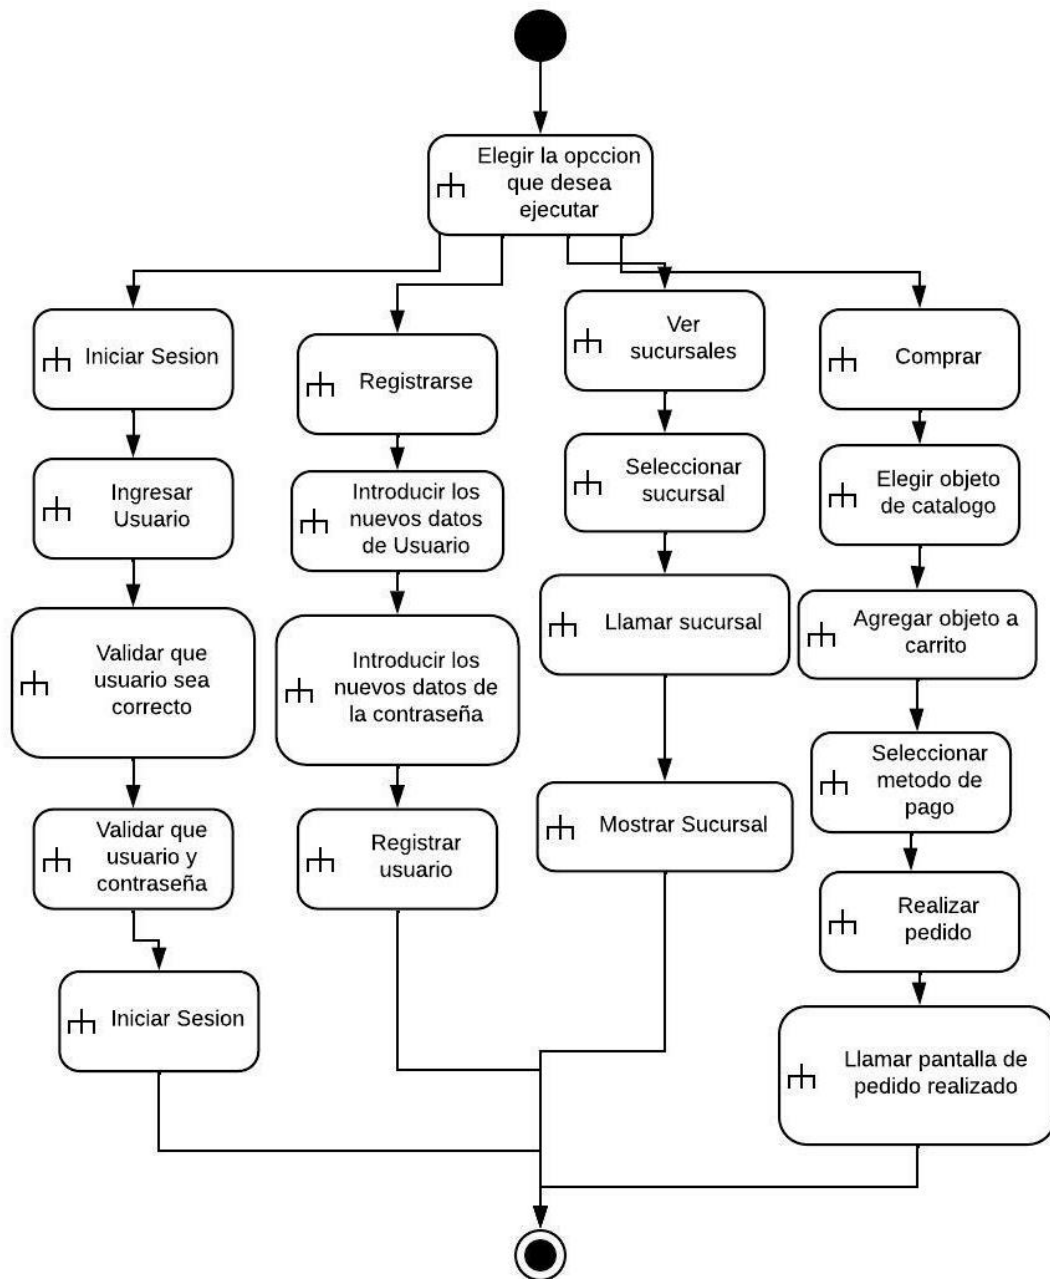 Elegir la opccion
que desea
ejecutar
Iniciar Sesion
Ingresar
Usuario
Validar que
usuario sea
correcto
Validar que
usuario y
contraseña
Iniciar Sesion
Registrarse
Introducir los
nuevos datos
de Usuario
Introducir los
nuevos datos de
la contraseña
Registrar
usuario
Ver
sucursales
Seleccionar
sucursal
Llamar sucursal
Mostrar Sucursal
Comprar
Elegir objeto
de catalogo
Agregar objeto a
carrito
Seleccionar
metodo de
pago
Realizar
pedido
Llamar pantalla de
pedido realizado